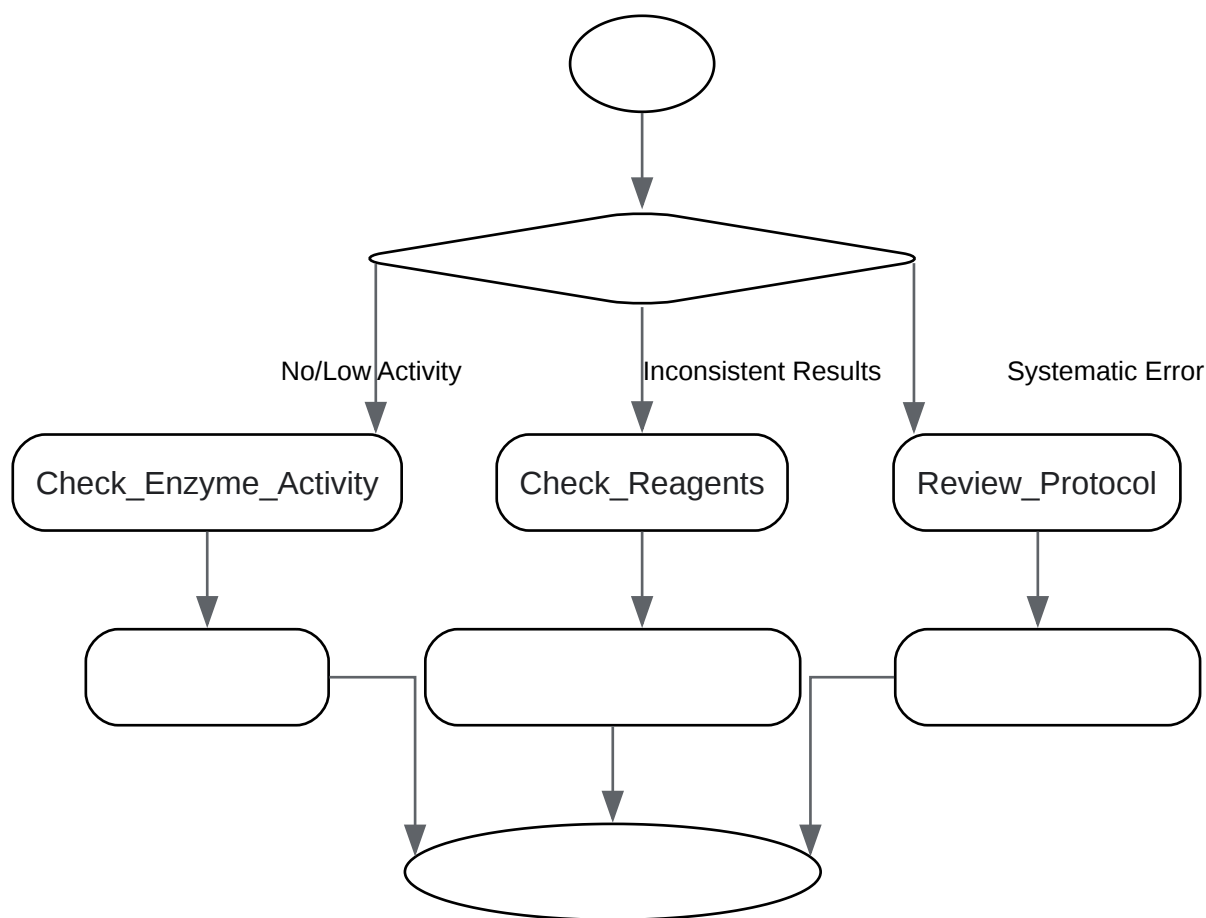 No/Low Activity
Inconsistent Results
Systematic Error
Check_Enzyme_Activity
Check_Reagents
Review_Protocol